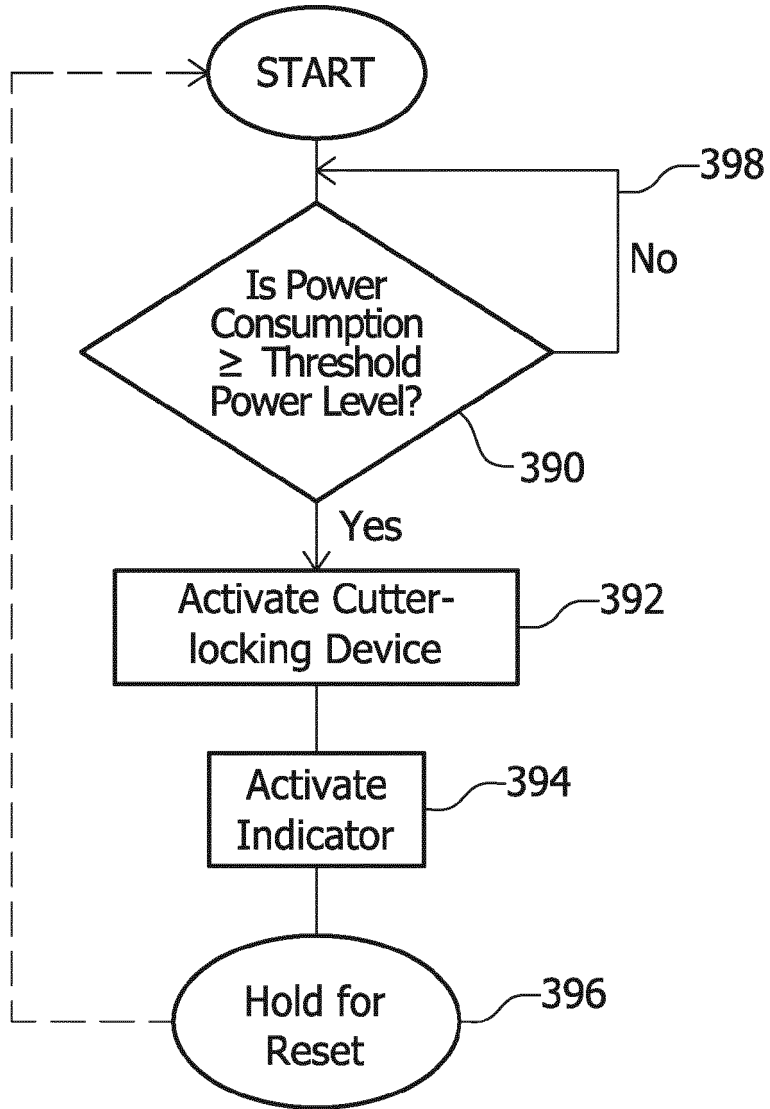 START
398
No
Is Power
Consumption
≥ Threshold
Power Level?
390
Yes
Activate Cutter-
locking Device
392
Activate
Indicator
394
Hold for
Reset
396